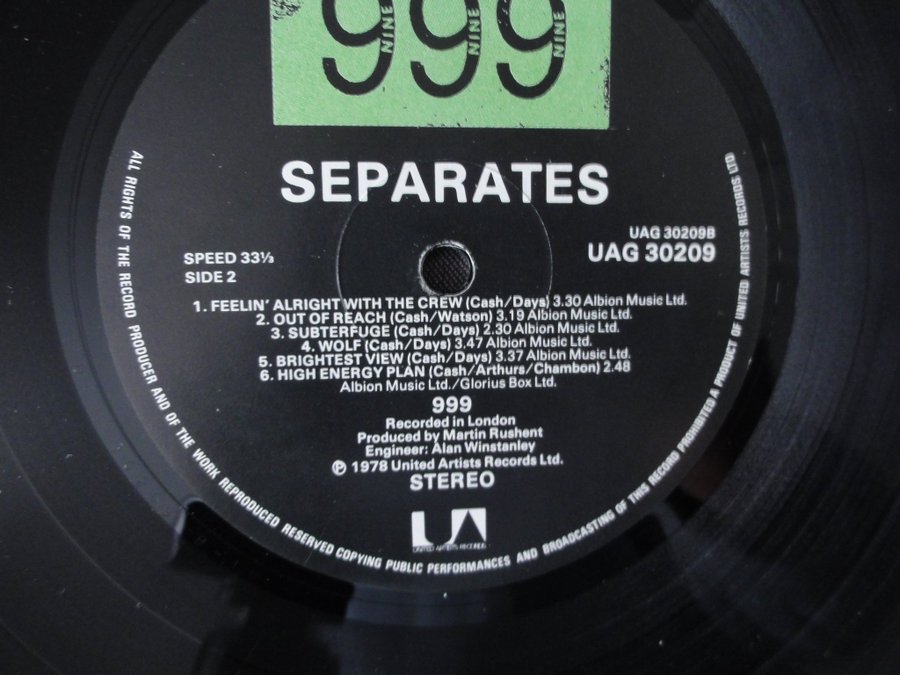 999
NINE NINE NINE
SEPARATES
UAG 30209B
SPEED 33⅓
UAG 30209
SIDE 2
1. FEELIN' ALRIGHT WITH THE CREW (Cash/Days) 3.30 Albion Music Ltd.
2. OUT OF REACH (Cash/Watson) 3.19 Albion Music Ltd.
3. SUBTERFUGE (Cash/Days) 2.30 Albion Music Ltd.
4. WOLF (Cash/Days) 3.47 Albion Music Ltd.
5. BRIGHTEST VIEW (Cash/Days) 3.37 Albion Music Ltd.
6. HIGH ENERGY PLAN (Cash/Arthurs/Chambon) 2.48
Albion Music Ltd./Glorius Box Ltd.
999
Recorded in London
Produced by Martin Rushent
Engineer: Alan Winstanley
℗ 1978 United Artists Records Ltd.
STEREO
UA
UNITED ARTISTS RECORDS
ALL RIGHTS OF THE RECORD PRODUCER AND OF THE WORK REPRODUCED RESERVED COPYING PUBLIC PERFORMANCES AND BROADCASTING OF THIS RECORD PROHIBITED A PRODUCT OF UNITED ARTISTS RECORDS LTD